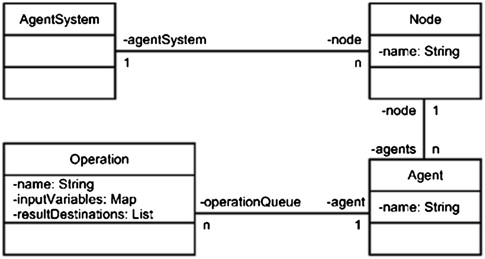 AgentSystem
Node
-name: String
-agentSystem
-node
1
n
-node
1
-agents
n
Operation
-name: String
-inputVariables: Map
-resultDestinations: List
-operationQueue
-agent
n
1
Agent
-name: String